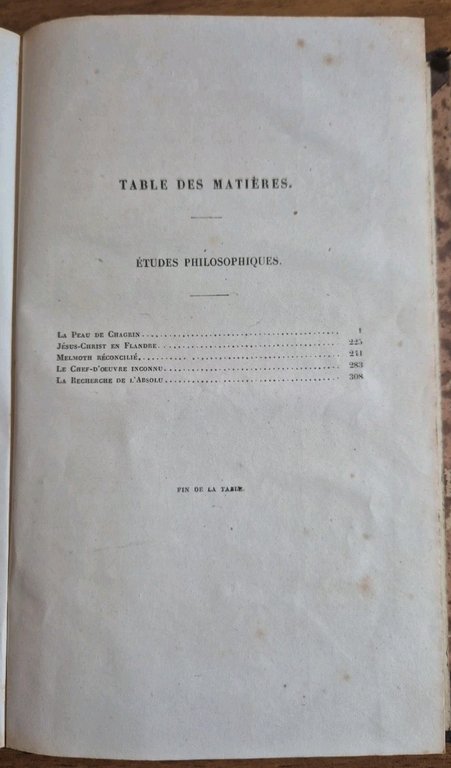 TABLE DES MATIÈRES.
ÉTUDES PHILOSOPHIQUES.
LA PEAU DE CHAGRIN 1
JÉSUS-CHRIST EN FLANDRE 225
MELMOTH RÉCONCILIÉ 241
LE CHEF-D'ŒUVRE INCONNU 283
LA RECHERCHE DE L'ABSOLU 308
FIN DE LA TABLE.